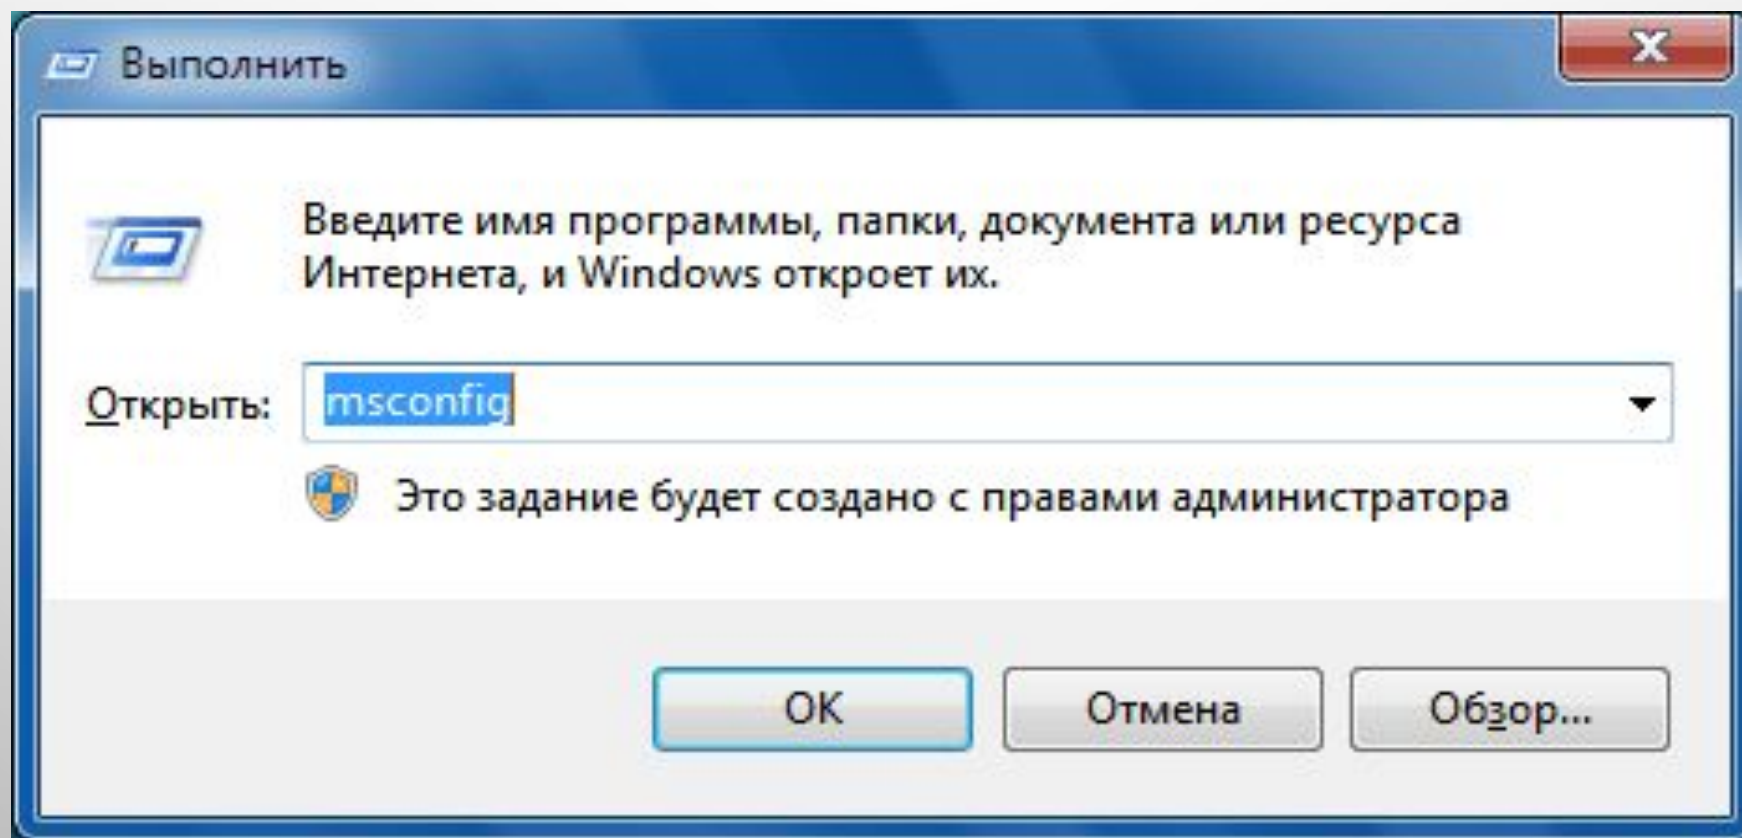 Выполнить
Введите имя программы, папки, документа или ресурса
Интернета, и Windows откроет их.
Открыть: msconfig
Это задание будет создано с правами администратора
ОК Отмена Обзор...